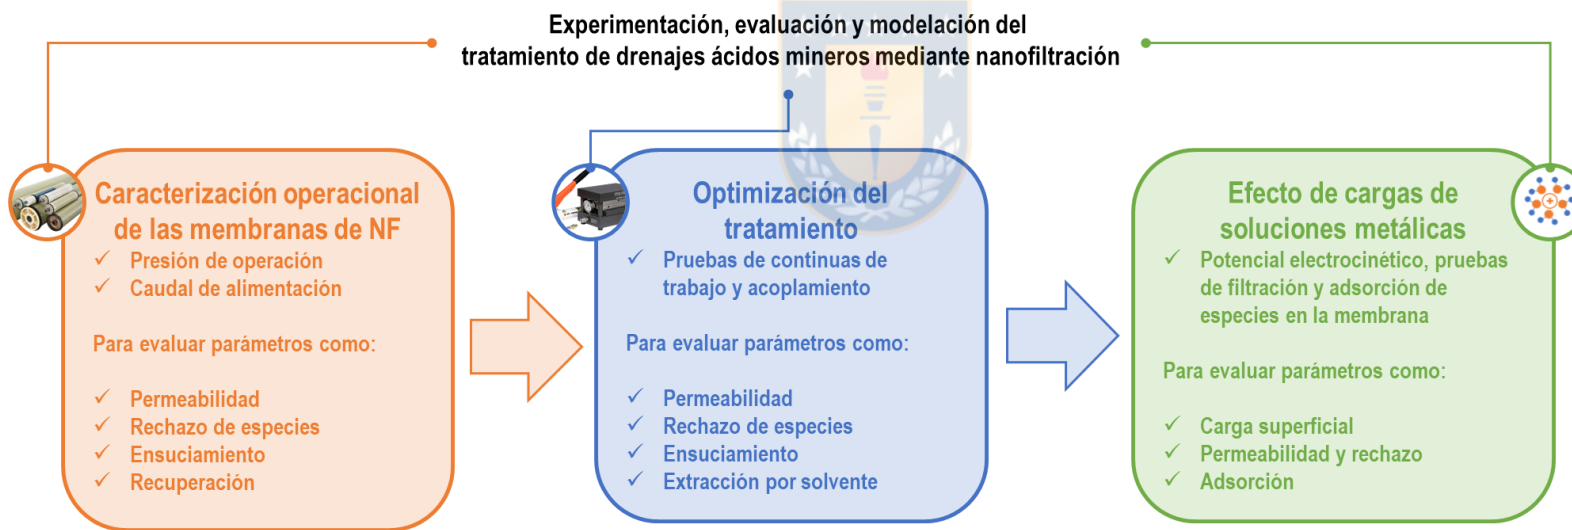 Experimentación, evaluación y modelación del
tratamiento de drenajes ácidos mineros mediante nanofiltración
Caracterización operacional
de las membranas de NF
✓ Presión de operación
✓ Caudal de alimentación
Para evaluar parámetros como:
✓ Permeabilidad
✓ Rechazo de especies
✓ Ensuciamiento
✓ Recuperación
Optimización del
tratamiento
✓ Pruebas de continuas de
trabajo y acoplamiento
Para evaluar parámetros como:
✓ Permeabilidad
✓ Rechazo de especies
✓ Ensuciamiento
✓ Extracción por solvente
Efecto de cargas de
soluciones metálicas
✓ Potencial electrocinético, pruebas
de filtración y adsorción de
especies en la membrana
Para evaluar parámetros como:
✓ Carga superficial
✓ Permeabilidad y rechazo
✓ Adsorción